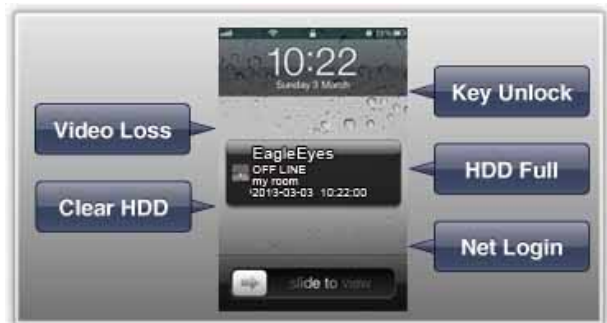 10:22
Sunday 3 March
Video Loss
Clear HDD
EagleEyes
OFF LINE
my room
2013-03-03 10:22:00
slide to view
Key Unlock
HDD Full
Net Login